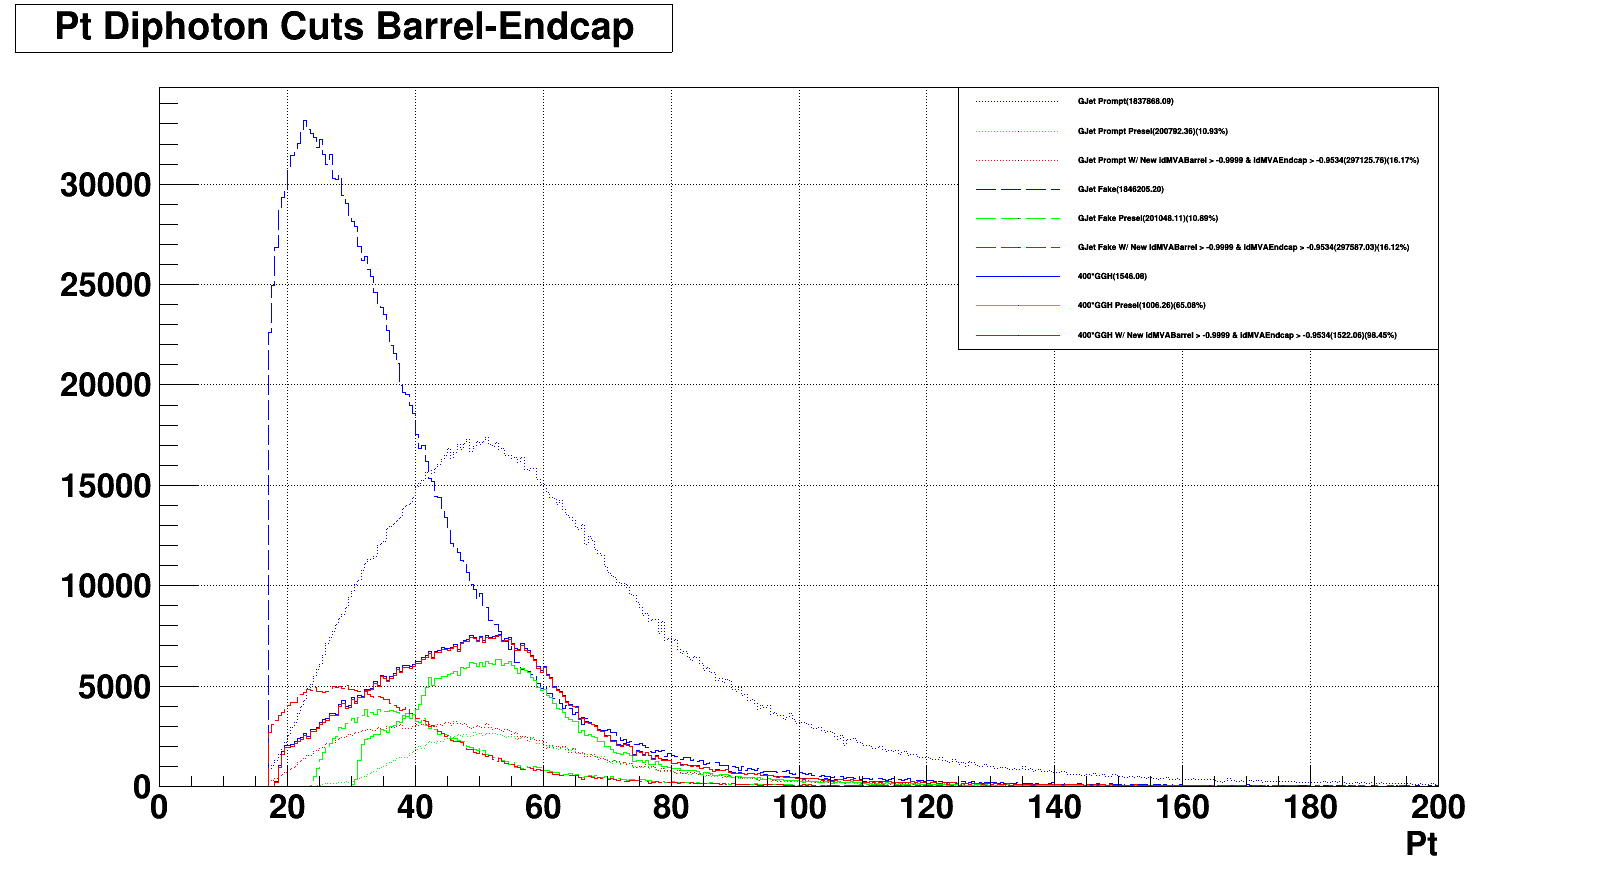 Pt Diphoton Cuts Barrel-Endcap
GJet Prompt(1837868.09)
GJet Prompt Presel(200792.36)(10.93%)
GJet Prompt W/ New idMVABarrel > -0.9999 & idMVAEndcap > -0.9534(297125.76)(16.17%)
GJet Fake(1846205.20)
GJet Fake Presel(201048.11)(10.89%)
GJet Fake W/ New idMVABarrel > -0.9999 & idMVAEndcap > -0.9534(297587.03)(16.12%)
400*GGH(1546.08)
400*GGH Presel(1006.26)(65.08%)
400*GGH W/ New idMVABarrel > -0.9999 & idMVAEndcap > -0.9534(1522.06)(98.45%)
30000
25000
20000
15000
10000
5000
0
0 20 40 60 80 100 120 140 160 180 200
Pt